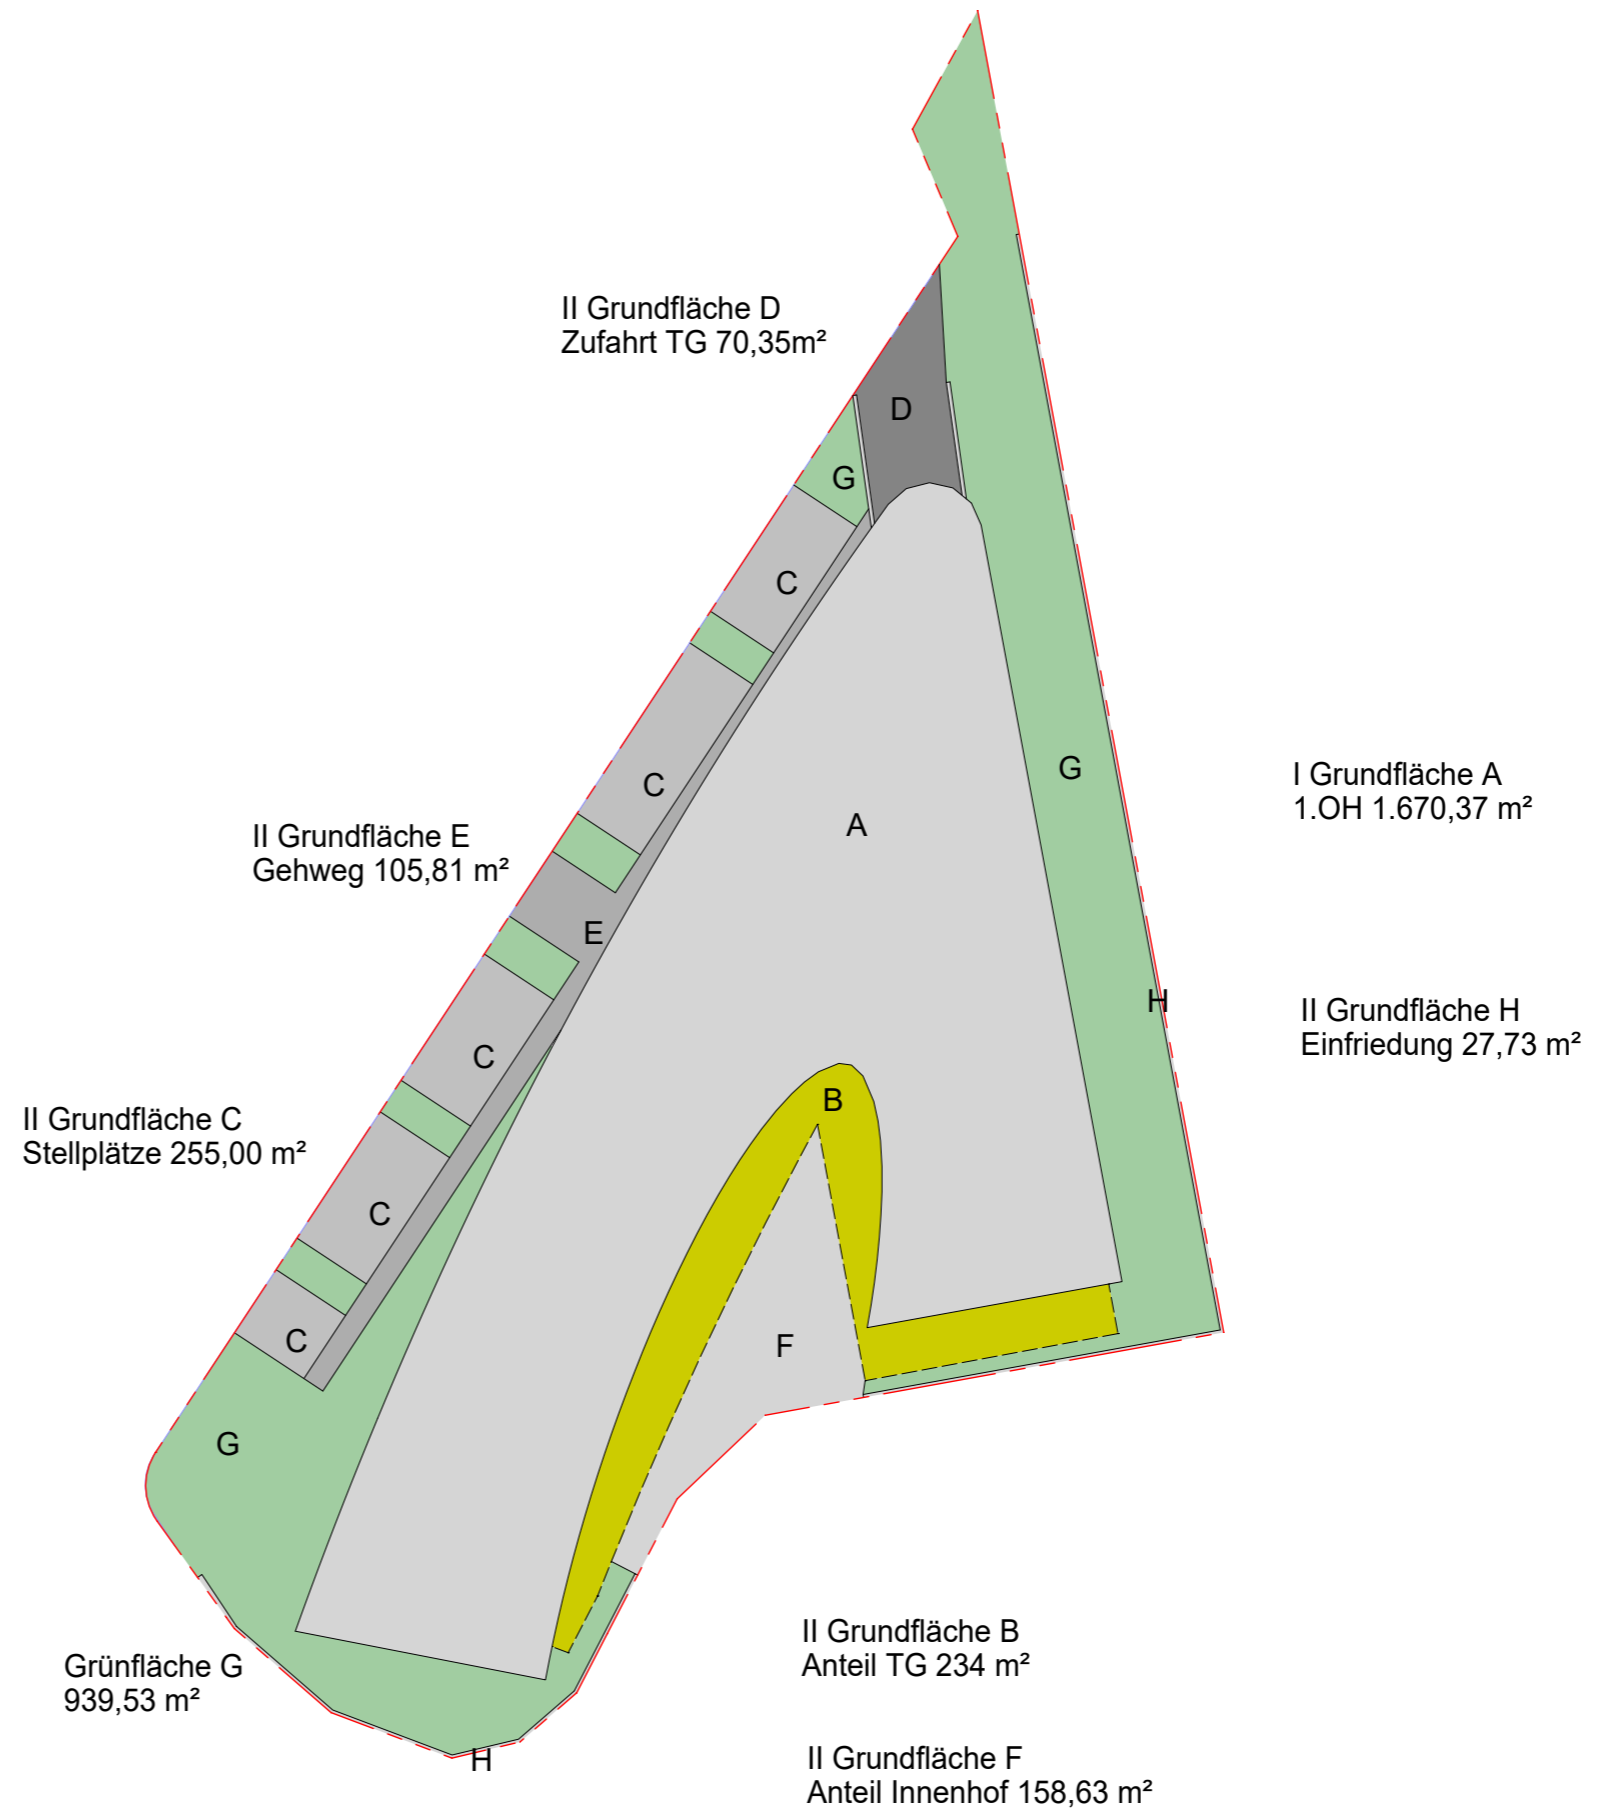 II Grundfläche D
Zufahrt TG 70,35m²
D
G
C
C
G
A
I Grundfläche A
1.OH 1.670,37 m²
II Grundfläche E
Gehweg 105,81 m²
E
H
II Grundfläche H
Einfriedung 27,73 m²
C
B
II Grundfläche C
Stellplätze 255,00 m²
C
C
F
G
Grünfläche G
939,53 m²
II Grundfläche B
Anteil TG 234 m²
H
II Grundfläche F
Anteil Innenhof 158,63 m²